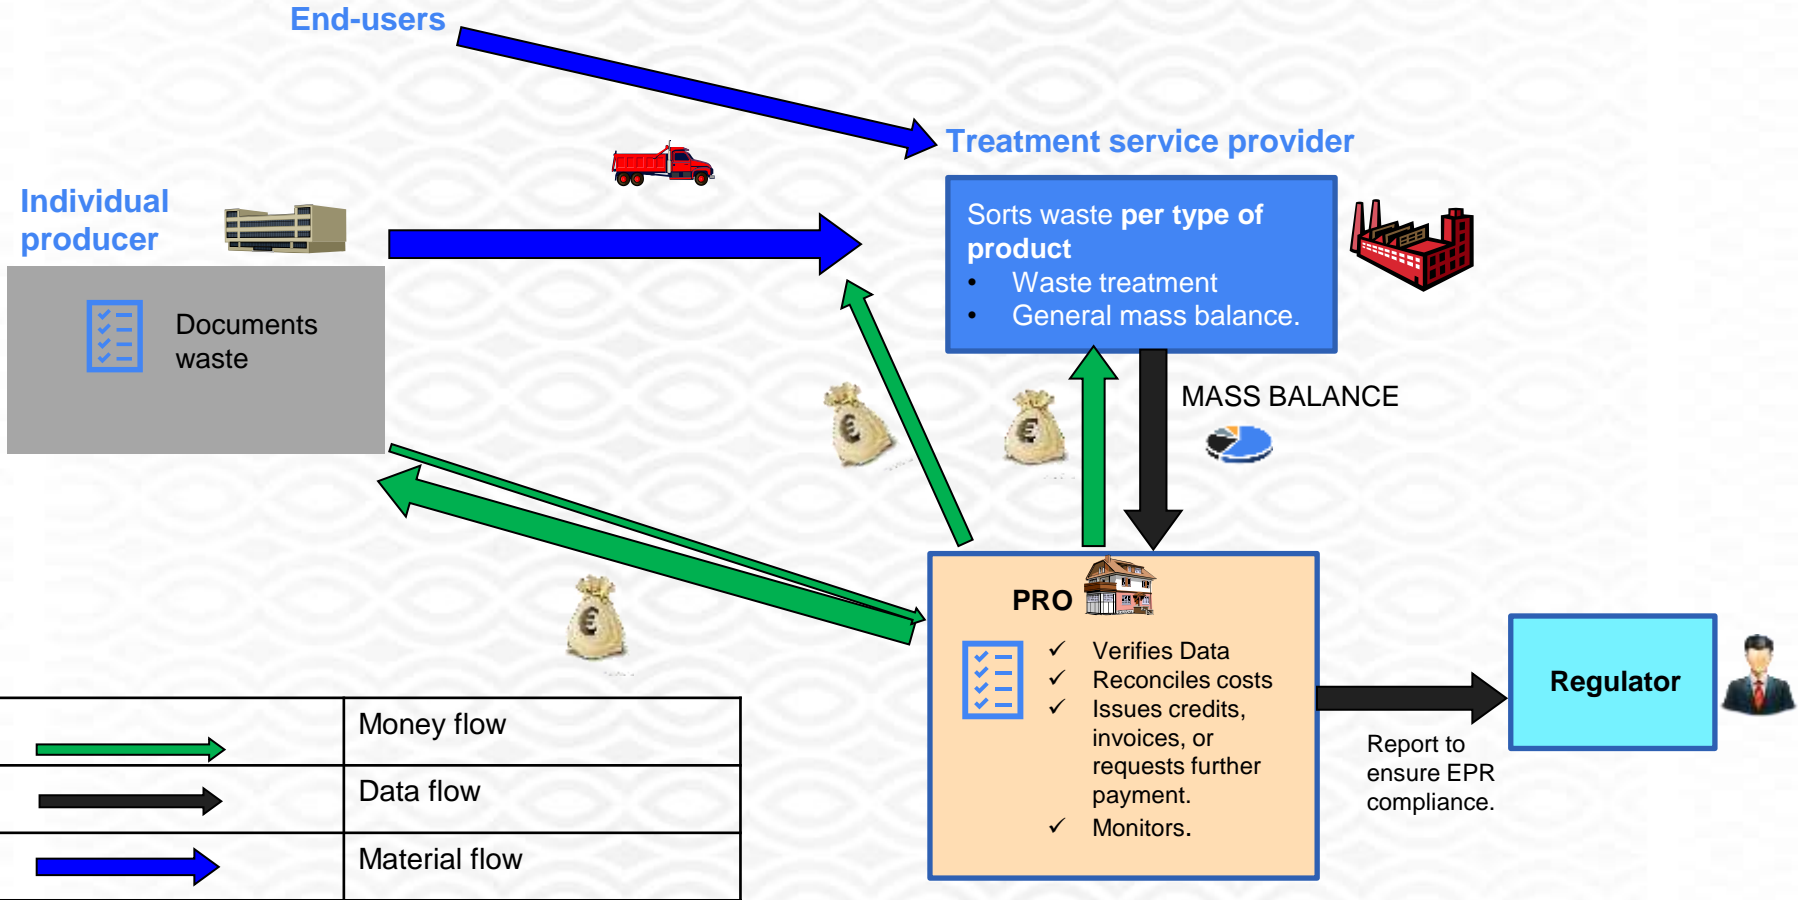 End-users
Treatment service provider
Individual
producer
Sorts waste per type of
product
• Waste treatment
• General mass balance.
Documents
waste
MASS BALANCE
PRO
✓ Verifies Data
✓ Reconciles costs
✓ Issues credits,
invoices, or
requests further
payment.
✓ Monitors.
Regulator
Report to
ensure EPR
compliance.
Money flow
Data flow
Material flow